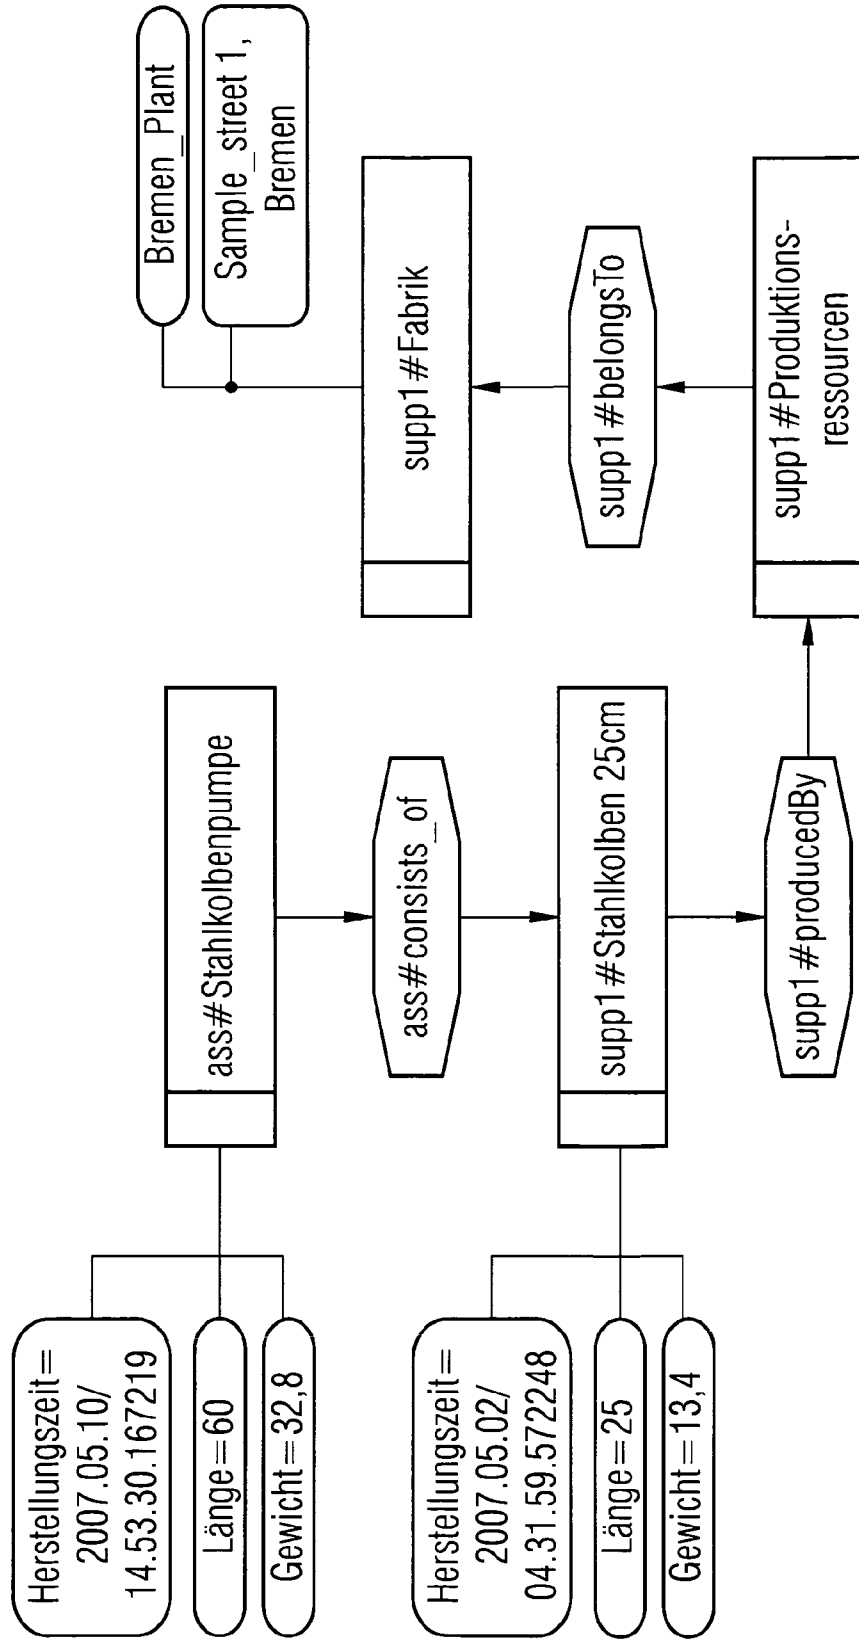 Herstellungszeit=
2007.05.10/
14.53.30.167219
Länge=60
Gewicht=32,8
ass#Stahlkolbenpumpe
ass#consists_of
Herstellungszeit=
2007.05.02/
04.31.59.572248
Länge=25
Gewicht=13,4
supp1#Stahlkolben 25cm
supp1#producedBy
Bremen_Plant
Sample_street 1,
Bremen
supp1#Fabrik
supp1#belongsTo
supp1#Produktions-
ressourcen